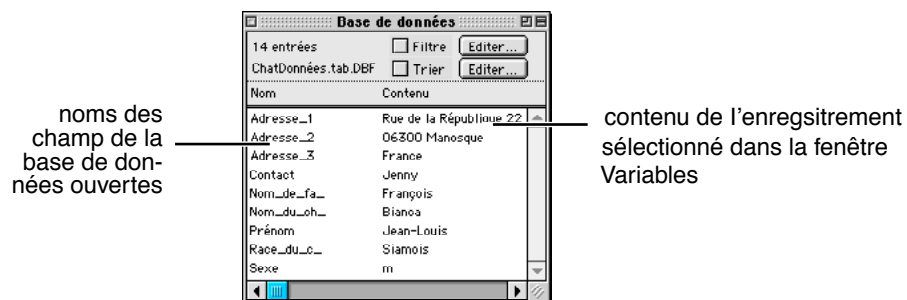 Base de données
14 entrées Filtre Editer...
ChatDonnées.tab.DBF Trier Editer...
Nom Contenu
Adresse_1 Rue de la République 22
Adresse_2 06300 Manosque
Adresse_3 France
Contact Jenny
Nom_de_fa_ François
Nom_du_ch_ Bianca
Prénom Jean-Louis
Race_du_c_ Siamois
Sexe m
noms des
champ de la
base de don-
nées ouvertes
contenu de l'enregsitrement
sélectionné dans la fenêtre
Variables